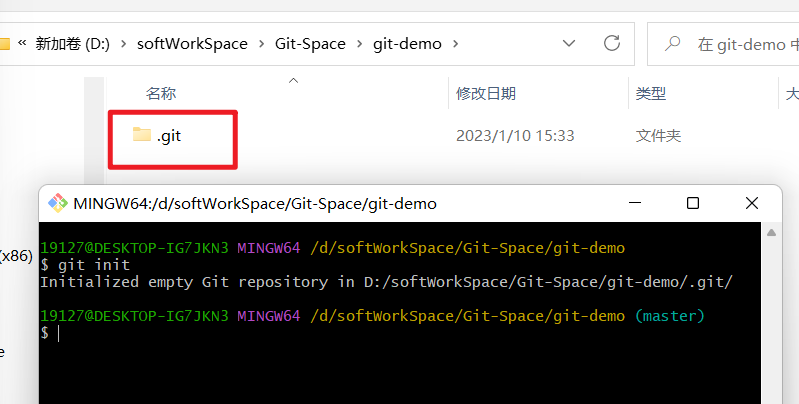 « 新加卷 (D:) > softWorkSpace > Git-Space > git-demo >
在 git-demo 中
名称 修改日期 类型 大
.git 2023/1/10 15:33 文件夹
MINGW64:/d/softWorkSpace/Git-Space/git-demo
19127@DESKTOP-IG7JKN3 MINGW64 /d/softWorkSpace/Git-Space/git-demo
(x86)
$ git init
Initialized empty Git repository in D:/softWorkSpace/Git-Space/git-demo/.git/
19127@DESKTOP-IG7JKN3 MINGW64 /d/softWorkSpace/Git-Space/git-demo (master)
$
e